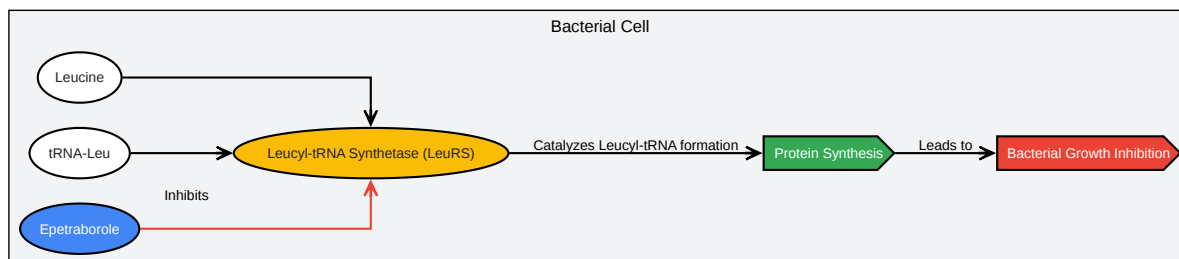 Bacterial Cell
Leucine
tRNA-Leu
Leucyl-tRNA Synthetase (LeuRS)
Catalyzes Leucyl-tRNA formation
Protein Synthesis
Leads to
Bacterial Growth Inhibition
Inhibits
Epetraborole